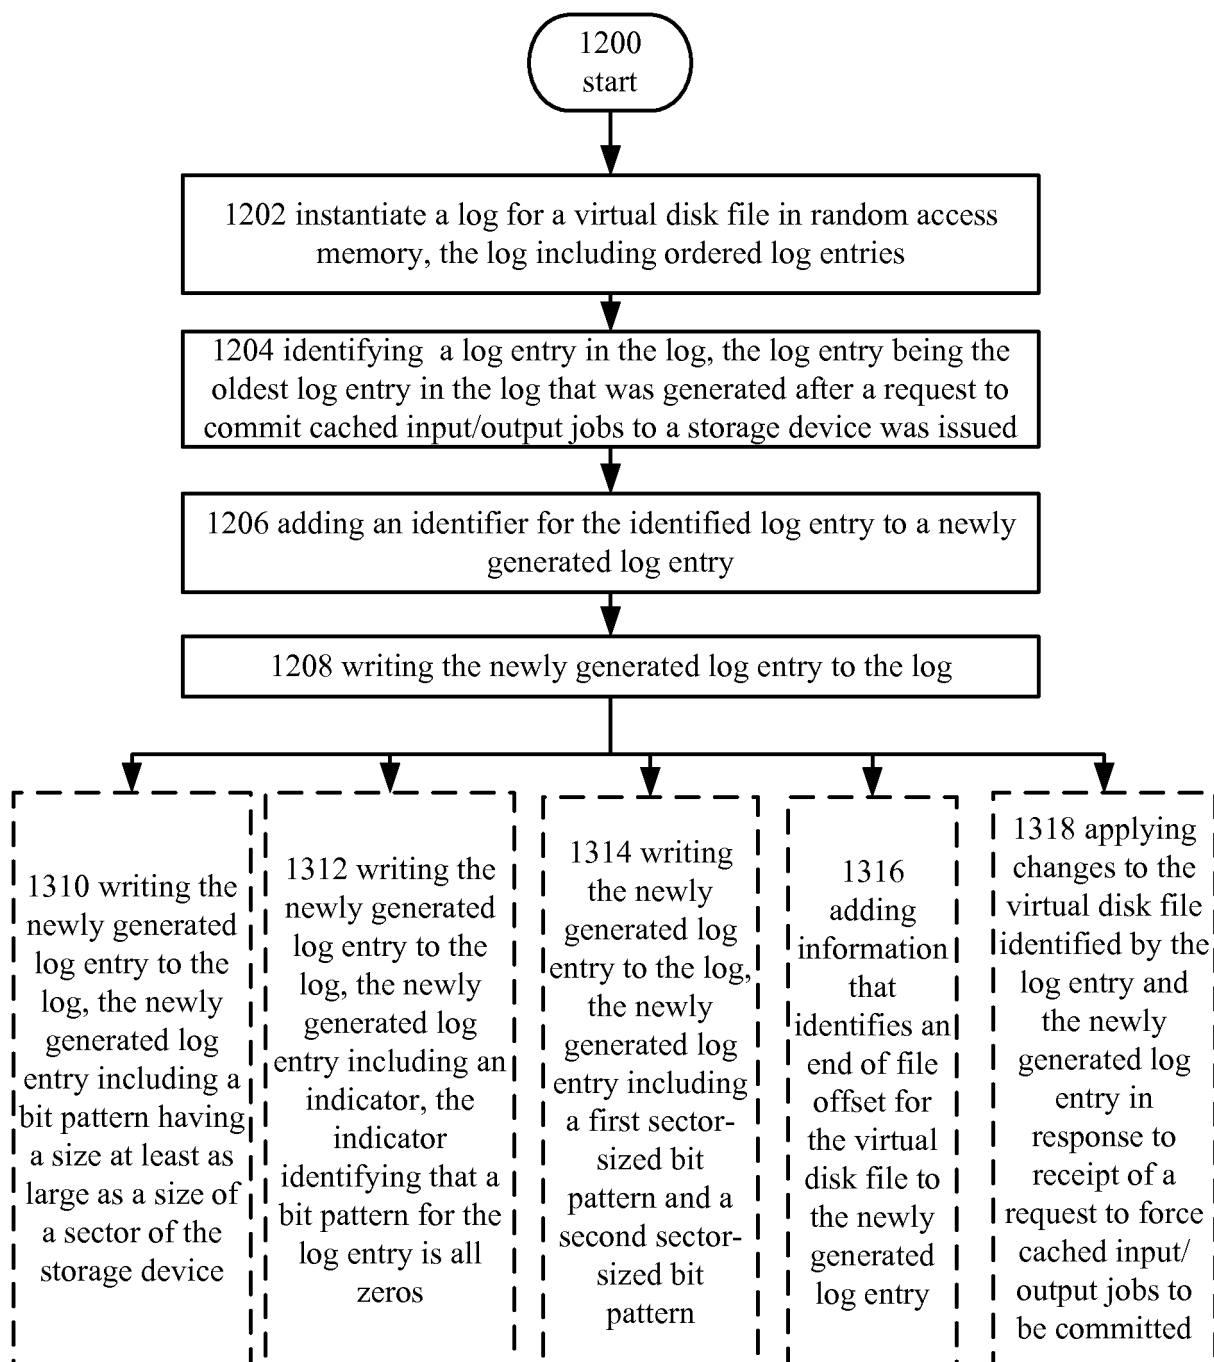 1200
start
1202 instantiate a log for a virtual disk file in random access
memory, the log including ordered log entries
1204 identifying a log entry in the log, the log entry being the
oldest log entry in the log that was generated after a request to
commit cached input/output jobs to a storage device was issued
1206 adding an identifier for the identified log entry to a newly
generated log entry
1208 writing the newly generated log entry to the log
1310 writing the
newly generated
log entry to the
log, the newly
generated log
entry including a
bit pattern having
a size at least as
large as a size of
a sector of the
storage device
1312 writing the
newly generated
log entry to the
log, the newly
generated log
entry including an
indicator, the
indicator
identifying that a
bit pattern for the
log entry is all
zeros
1314 writing
the newly
generated log
entry to the log,
the newly
generated log
entry including
a first sector-
sized bit
pattern and a
second sector-
sized bit
pattern
1316
adding
information
that
identifies an
end of file
offset for
the virtual
disk file to
the newly
generated
log entry
1318 applying
changes to the
virtual disk file
identified by the
log entry and
the newly
generated log
entry in
response to
receipt of a
request to force
cached input/
output jobs to
be committed